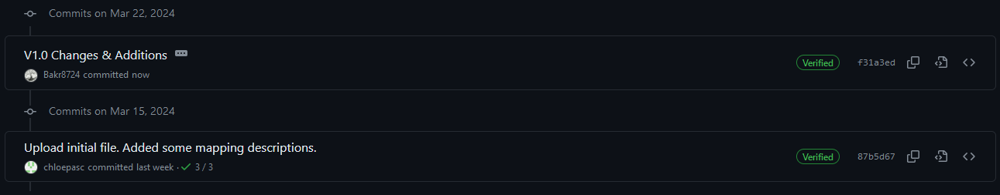 Commits on Mar 22, 2024
V1.0 Changes & Additions
Bakr8724 committed now
Verified
f31a3ed
Commits on Mar 15, 2024
Upload initial file. Added some mapping descriptions.
chloepasc committed last week · 3 / 3
Verified
87b5d67